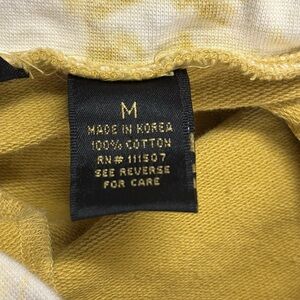 M
MADE IN KOREA
100% COTTON
RN# 111507
SEE REVERSE
FOR CARE